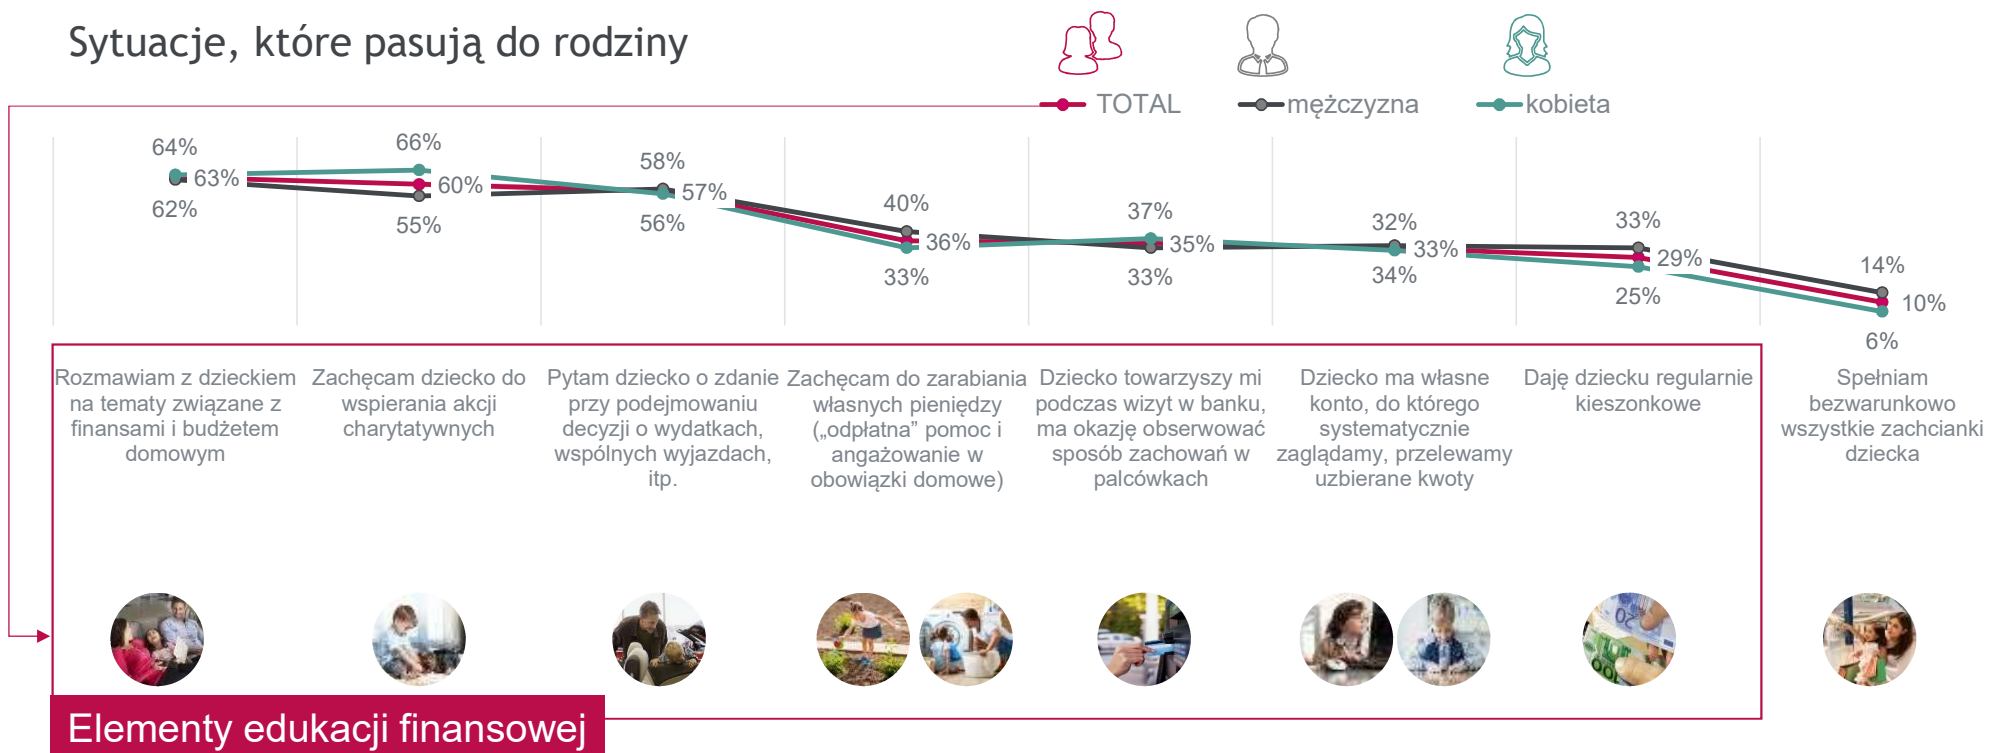 Sytuacje, które pasują do rodziny
TOTAL
mężczyzna
kobieta
64%
63%
62%
66%
60%
55%
58%
57%
56%
40%
36%
33%
37%
35%
33%
32%
33%
34%
33%
29%
25%
14%
10%
6%
Rozmawiam z dzieckiem
na tematy związane z
finansami i budżetem
domowym
Zachęcam dziecko do
wspierania akcji
charytatywnych
Pytam dziecko o zdanie
przy podejmowaniu
decyzji o wydatkach,
wspólnych wyjazdach,
itp.
Zachęcam do zarabiania
własnych pieniędzy
(„odpłatna” pomoc i
angażowanie w
obowiązki domowe)
Dziecko towarzyszy mi
podczas wizyt w banku,
ma okazję obserwować
sposób zachowań w
palcówkach
Dziecko ma własne
konto, do którego
systematycznie
zaglądamy, przelewamy
uzbierane kwoty
Daję dziecku regularnie
kieszonkowe
Spełniam
bezwarunkowo
wszystkie zachcianki
dziecka
Elementy edukacji finansowej